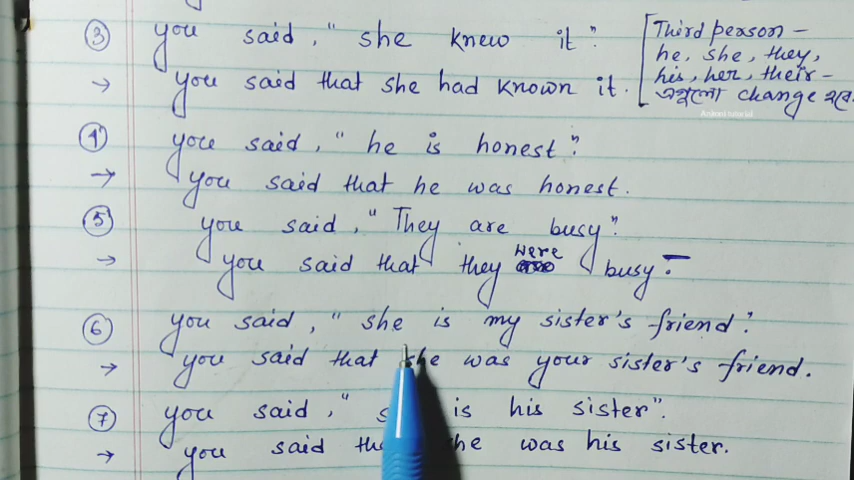 ③ you said, "she knew it".
→ you said that she had known it.
[Third person –
he, she, they,
his, her, their –
এগুলো change হবে.
④ you said, "he is honest".
→ you said that he was honest.
⑤ you said, "They are busy"
→ you said that they were busy.
⑥ you said, "she is my sister's friend".
→ you said that she was your sister's friend.
⑦ you said, " is his sister".
→ you said she was his sister.